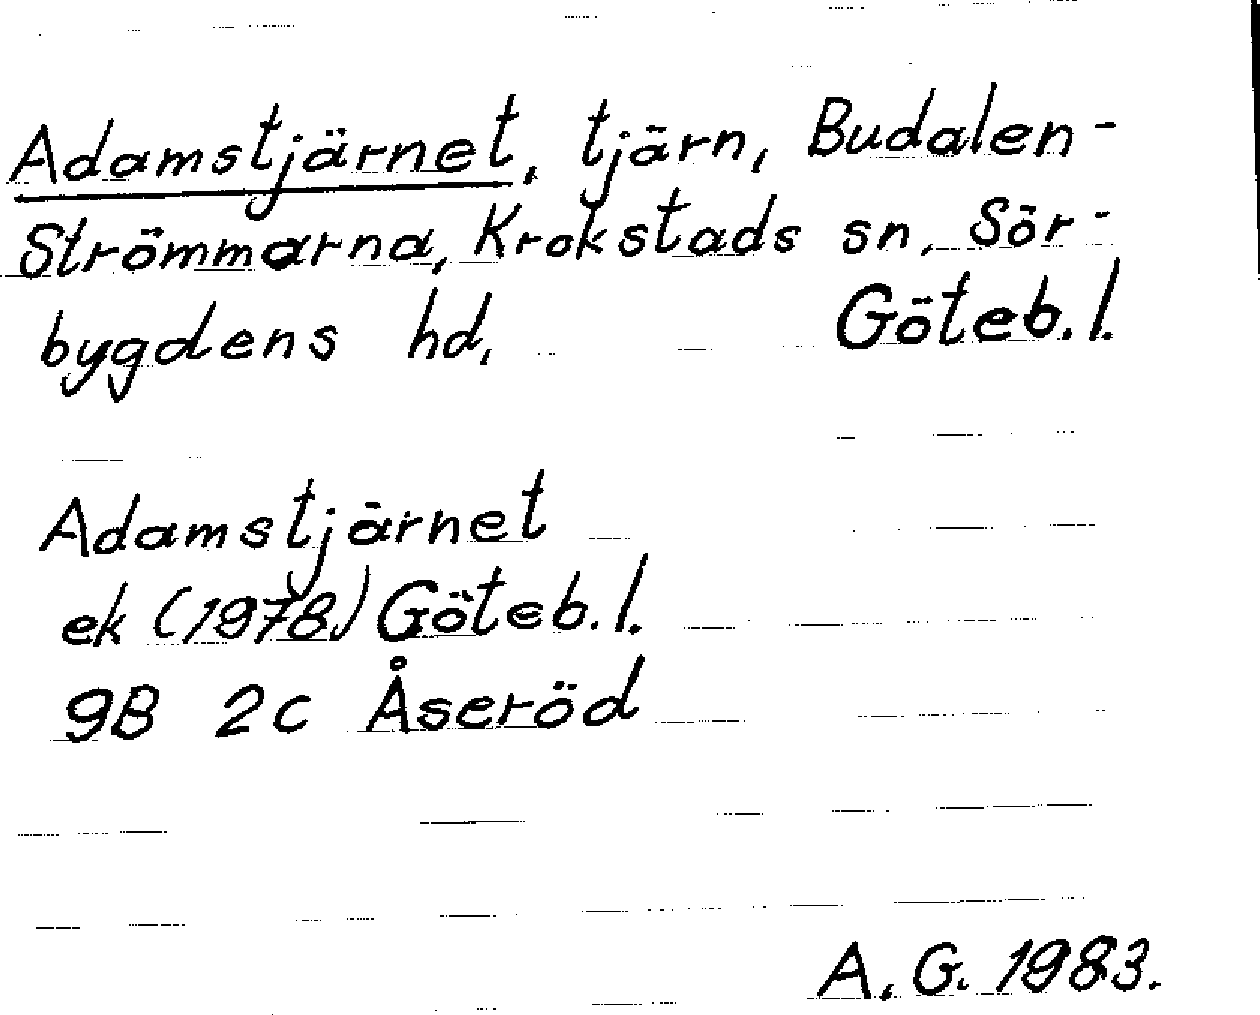 Adamstjärnet, tjärn, Budalen-
Strömmarna, Krokstads sn, Sör-
bygdens hd, Göteb. l.
Adamstjärnet
ek (1978) Göteb. l.
9B 2c Åseröd
A. G. 1983.